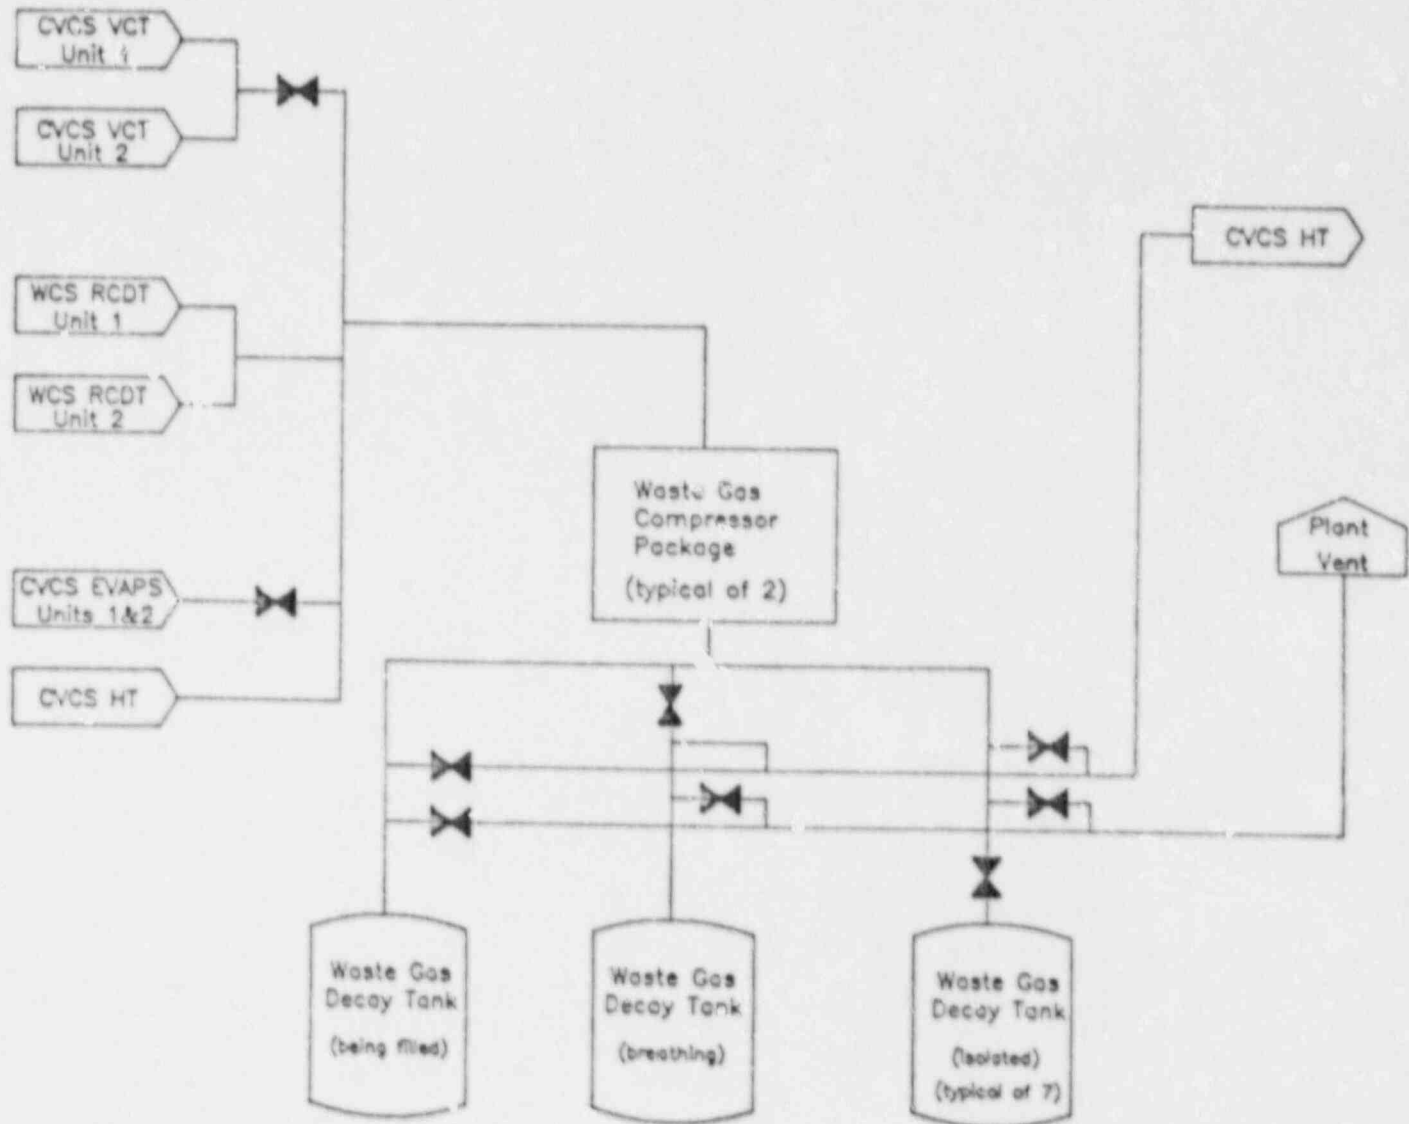 CVCS VCT
Unit 1
CVCS VCT
Unit 2
WCS RCDT
Unit 1
WCS RCDT
Unit 2
CVCS EVAPS
Units 1&2
CVCS HT
CVCS HT
Waste Gas
Compressor
Package
(typical of 2)
Plant
Vent
Waste Gas
Decay Tank
(being filled)
Waste Gas
Decay Tank
(breathing)
Waste Gas
Decay Tank
(isolated)
(typical of 7)